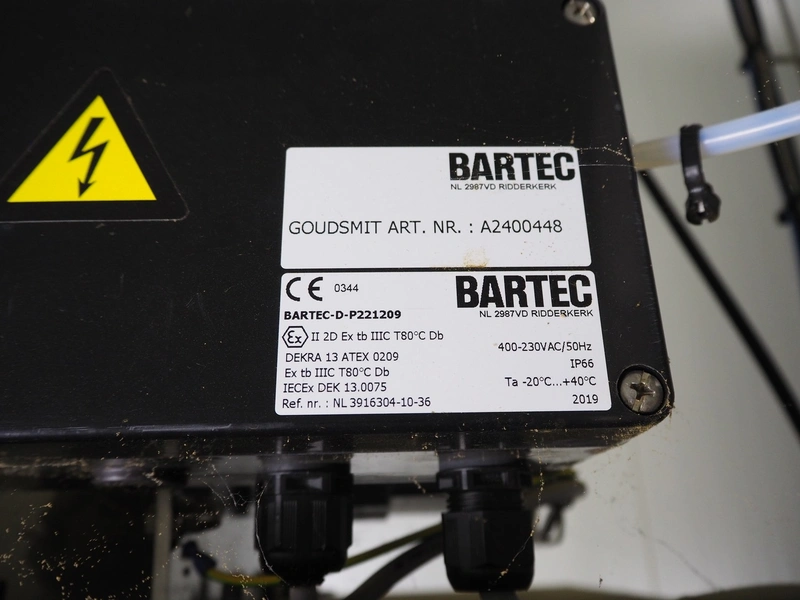 BARTEC
NL 2987VD RIDDERKERK
GOUDSMIT ART. NR. : A2400448
CE 0344
BARTEC
NL 2987VD RIDDERKERK
BARTEC-D-P221209
Ex II 2D Ex tb IIIC T80°C Db
400-230VAC/50Hz
DEKRA 13 ATEX 0209
IP66
Ex tb IIIC T80°C Db
Ta -20°C...+40°C
IECEx DEK 13.0075
2019
Ref. nr. : NL 3916304-10-36